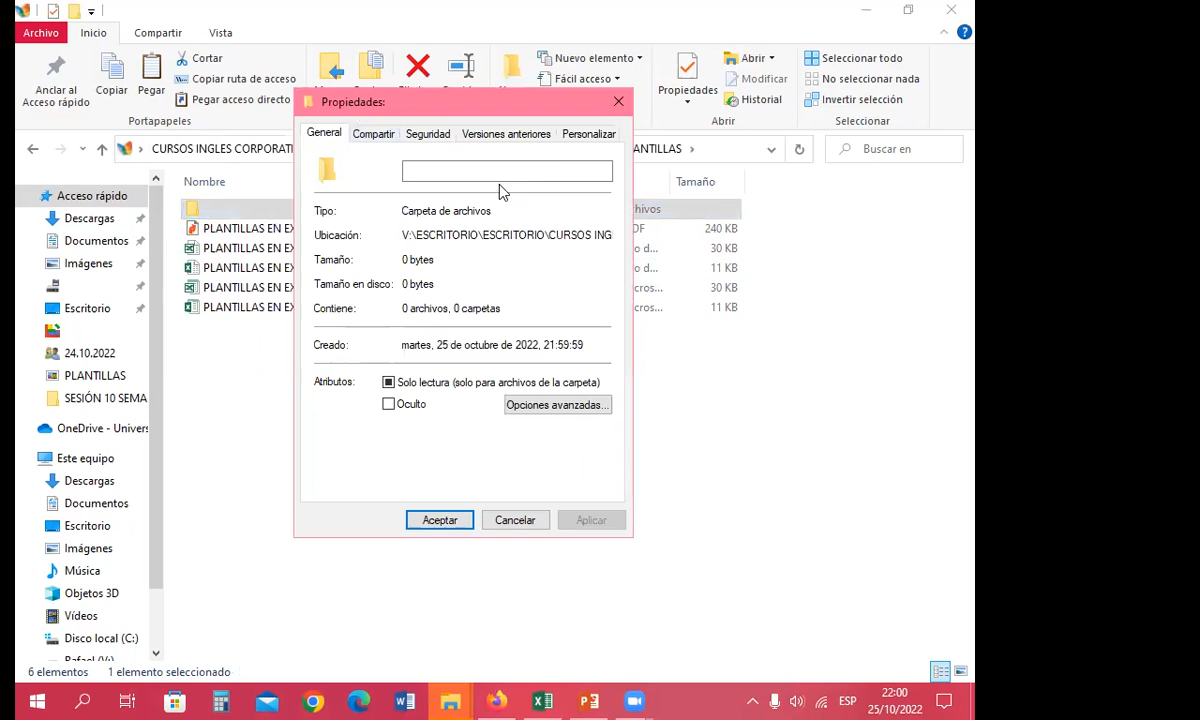 Archivo Inicio Compartir Vista
Anclar al
Acceso rápido
Copiar
Pegar
Cortar
Copiar ruta de acceso
Pegar acceso directo
Portapapeles
Nuevo elemento
Fácil acceso
Propiedades
Abrir
Modificar
Historial
Abrir
Seleccionar todo
No seleccionar nada
Invertir selección
Seleccionar
CURSOS INGLES CORPORATI
ANTILLAS
Buscar en
Nombre
Tamaño
hivos
PLANTILLAS EN EX
DF
240 KB
PLANTILLAS EN EX
o d...
30 KB
PLANTILLAS EN EX
o d...
11 KB
PLANTILLAS EN EX
cros...
30 KB
PLANTILLAS EN EX
11 KB
Acceso rápido
Descargas
Documentos
Imágenes
Escritorio
24.10.2022
PLANTILLAS
SESIÓN 10 SEMA
OneDrive - Univers
Este equipo
Descargas
Documentos
Escritorio
Imágenes
Música
Objetos 3D
Vídeos
Disco local (C:)
Propiedades:
General Compartir Seguridad Versiones anteriores Personalizar
Tipo: Carpeta de archivos
Ubicación: V:\ESCRITORIO\ESCRITORIO\CURSOS ING
Tamaño: 0 bytes
Tamaño en disco: 0 bytes
Contiene: 0 archivos, 0 carpetas
Creado: martes, 25 de octubre de 2022, 21:59:59
Atributos: Solo lectura (solo para archivos de la carpeta)
Oculto
Opciones avanzadas...
Aceptar Cancelar Aplicar
6 elementos 1 elemento seleccionado
ESP
22:00
25/10/2022